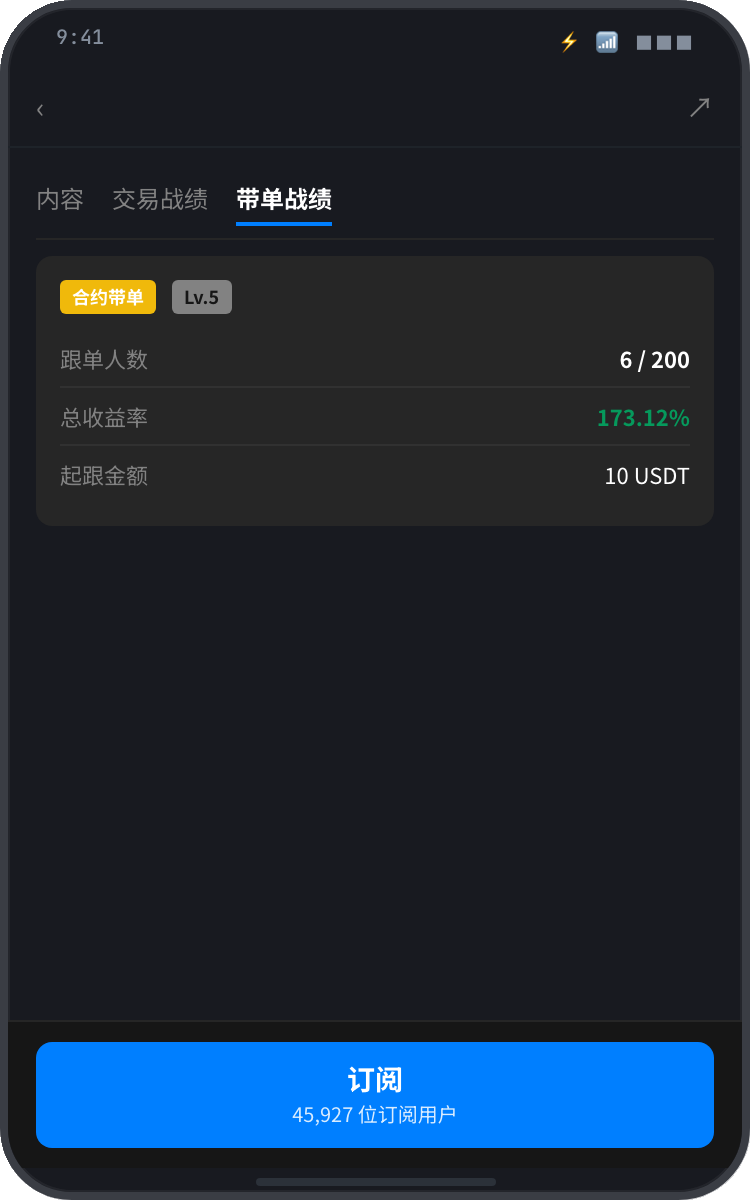 9:41
内容 交易战绩 带单战绩
合约带单 Lv.5
跟单人数 6 / 200
总收益率 173.12%
起跟金额 10 USDT
订阅
45,927 位订阅用户